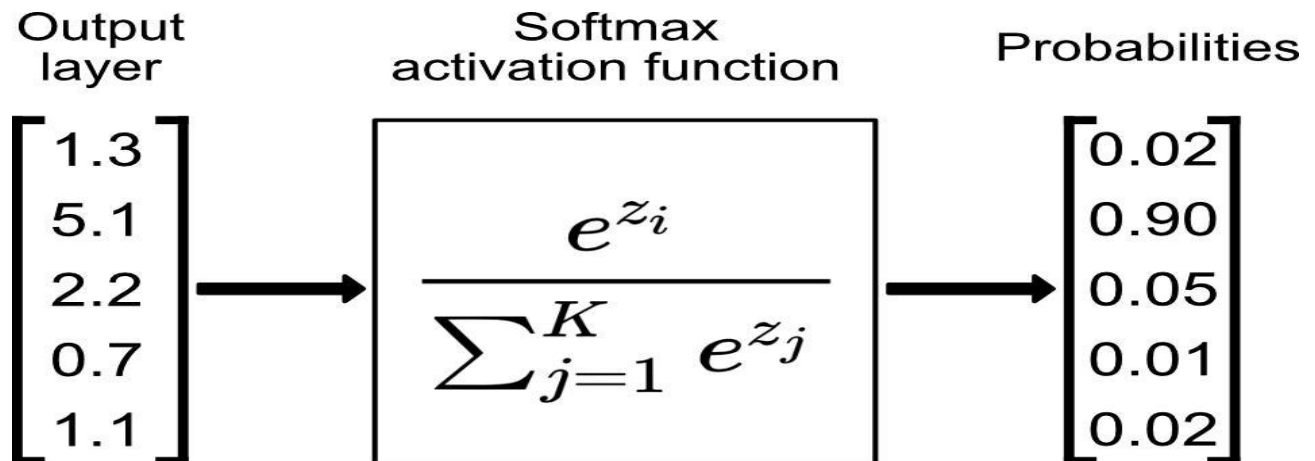 Output
layer
Softmax
activation function
Probabilities
1.3
5.1
2.2
0.7
1.1
e^{z_i}
∑_{j=1}^{K} e^{z_j}
0.02
0.90
0.05
0.01
0.02